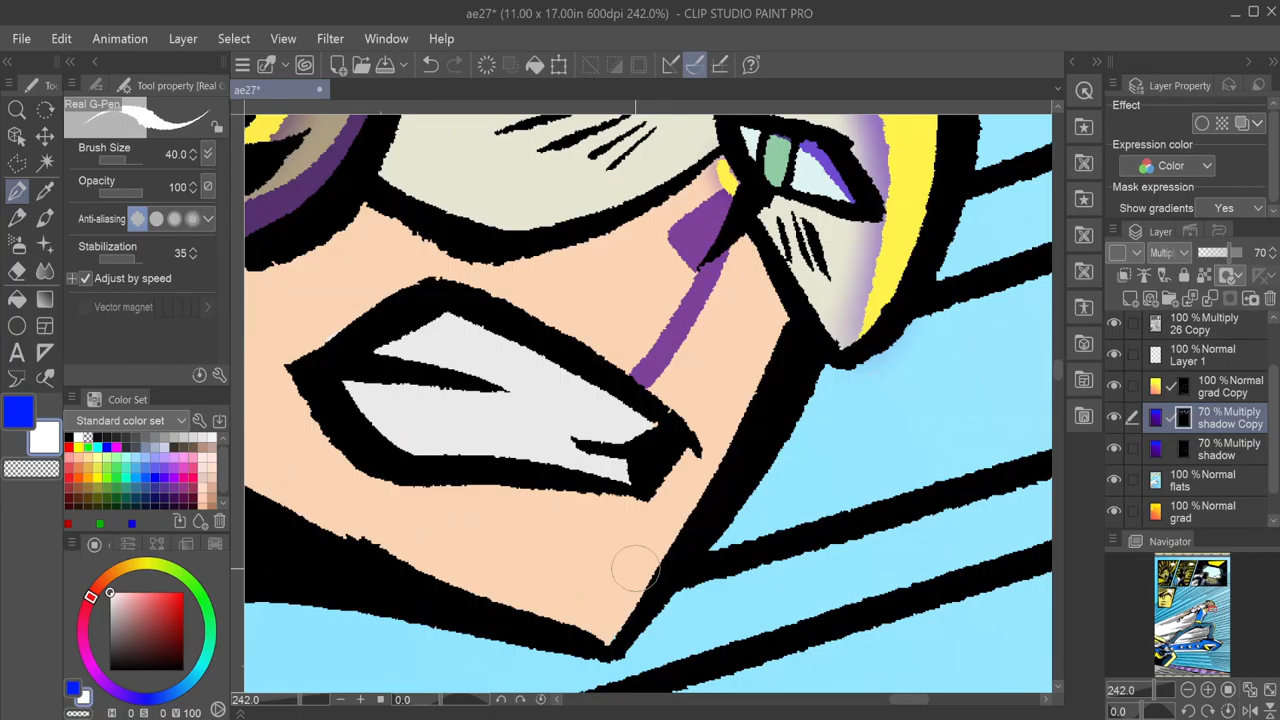 ae27* (11.00 x 17.00in 600dpi 242.0%) - CLIP STUDIO PAINT PRO
File Edit Animation Layer Select View Filter Window Help
Tool property [Real G
ae27*
Real G-Pen
Brush Size 40.0
Opacity 100
Anti-aliasing
Stabilization 35
Adjust by speed
Vector magnet
Color Set
Standard color set
H 0 S 0 V 100
242.0 0.0
Layer Property
Effect
Expression color
Color
Mask expression
Show gradients Yes
Layer
Multipl 70
100 % Normal
26 Copy
100 % Normal
Layer 1
100 % Normal
grad Copy
70 % Multiply
shadow Copy
70 % Multiply
shadow
100 % Normal
flats
100 % Normal
grad
Navigator
242.0
0.0